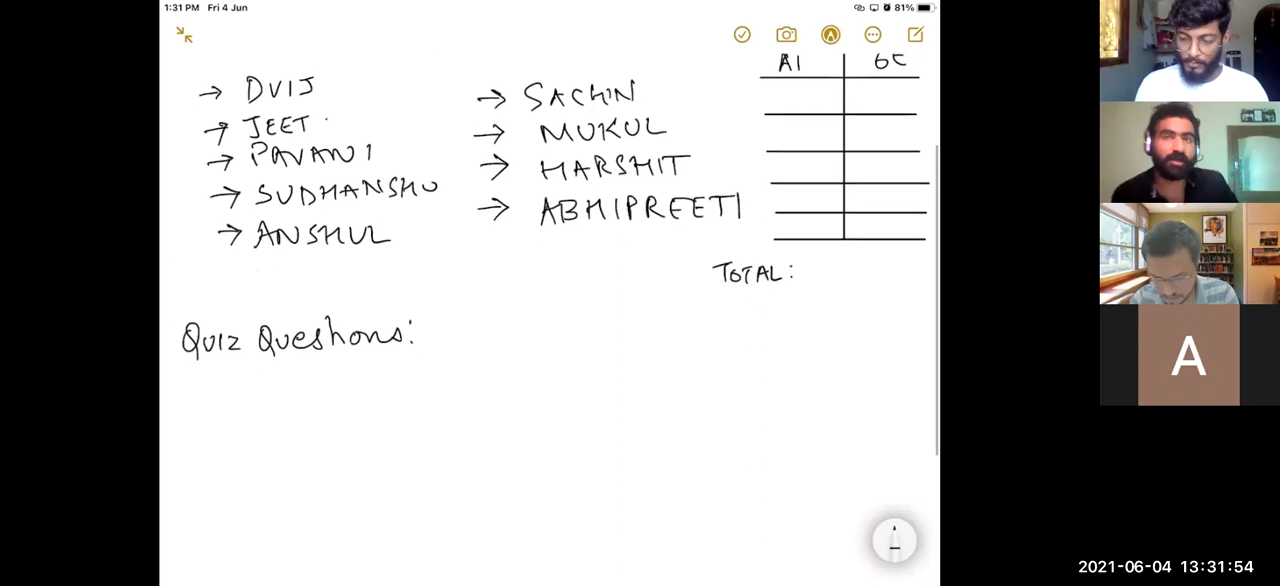 1:31 PM Fri 4 Jun
81%
→ DVIJ
→ JEET
→ PAVANI
→ SUDHANSHU
→ ANSHUL
→ SACHIN
→ MUKUL
→ HARSHIT
→ ABHIPREETI
AI GE
TOTAL:
Quiz Questions:
A
2021-06-04 13:31:54